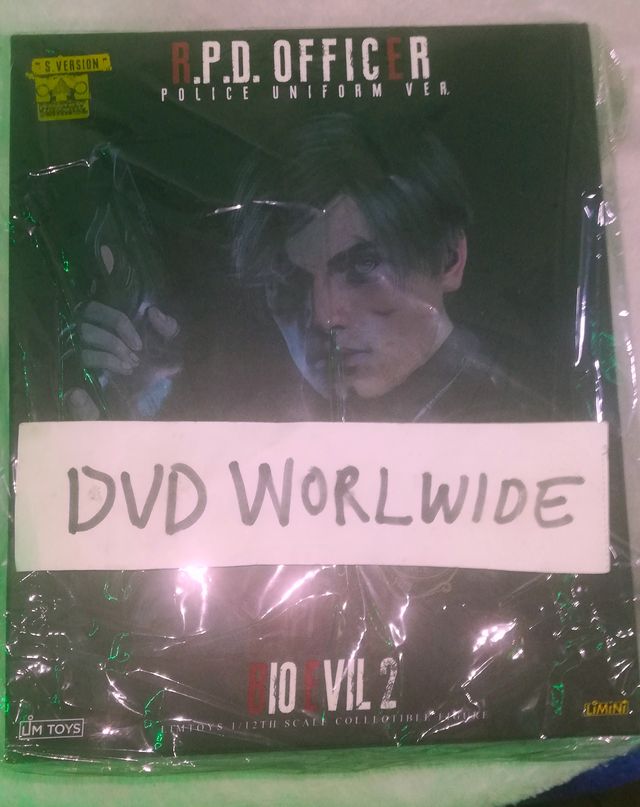 S.VERSION
R.P.D. OFFICER
POLICE UNIFORM VER.
DVD WORLWIDE
BIO EVIL 2
LIMTOYS 1/12TH SCALE COLLECTIBLE FIGURE
LIM TOYS
LiMiNi